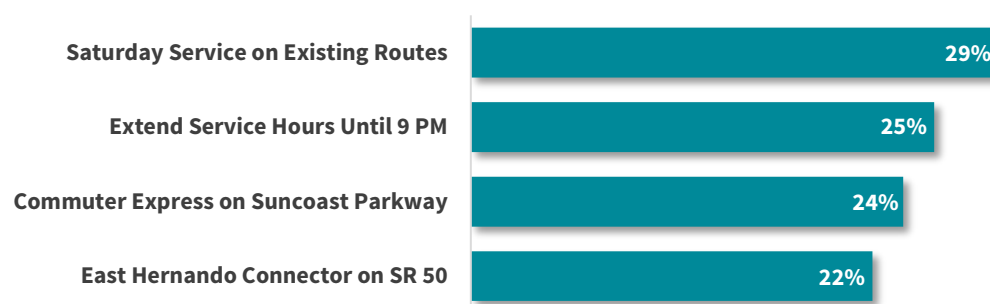 Saturday Service on Existing Routes 29%
Extend Service Hours Until 9 PM 25%
Commuter Express on Suncoast Parkway 24%
East Hernando Connector on SR 50 22%